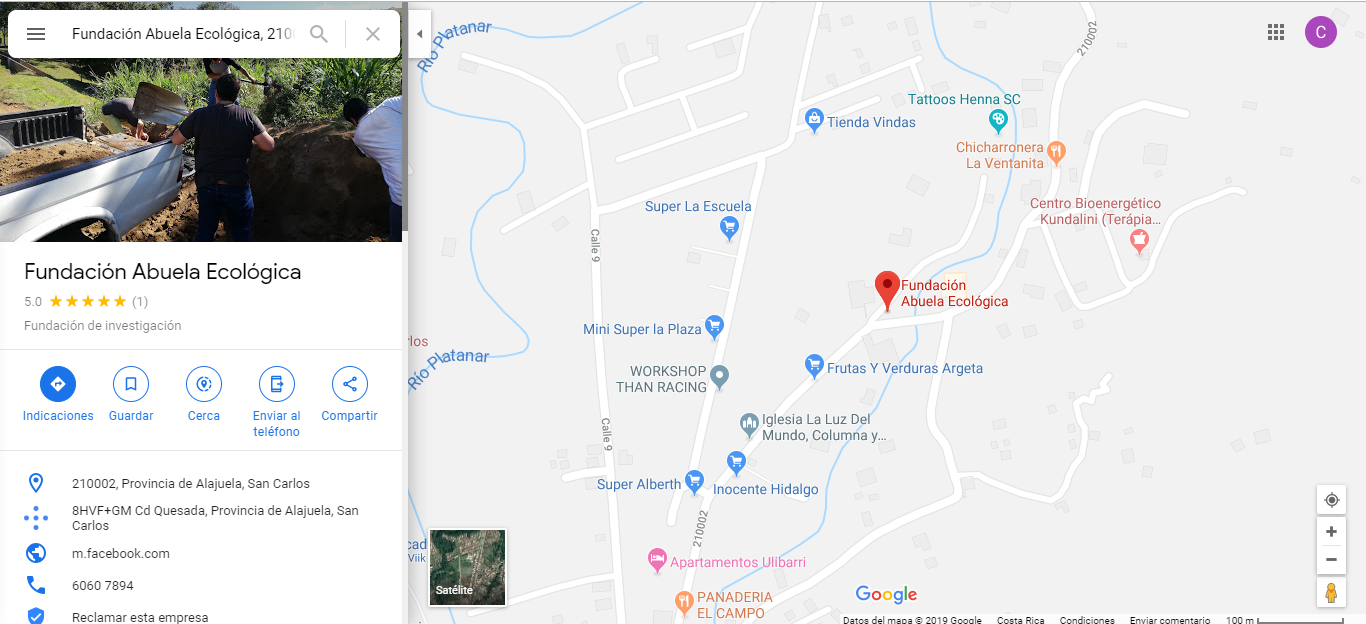 Fundación Abuela Ecológica, 210
Fundación Abuela Ecológica
5.0 (1)
Fundación de investigación
Indicaciones
Guardar
Cerca
Enviar al
teléfono
Compartir
210002, Provincia de Alajuela, San Carlos
8HVF+GM Cd Quesada, Provincia de Alajuela, San
Carlos
m.facebook.com
6060 7894
Reclamar esta empresa
Río Platanar
210002
C
Tattoos Henna SC
Tienda Vindas
Chicharronera
La Ventanita
Super La Escuela
Centro Bioenergético
Kundalini (Terápia...
Calle 9
Fundación
Abuela Ecológica
Mini Super la Plaza
los
Río Platanar
WORKSHOP
THAN RACING
Frutas Y Verduras Argeta
Iglesia La Luz Del
Mundo, Columna y...
Calle 9
Super Alberth
Inocente Hidalgo
210002
cad
Viik
Apartamentos Ulibarri
Satélite
PANADERIA
EL CAMPO
Google
Datos del mapa © 2019 Google Costa Rica Condiciones Enviar comentario 100 m